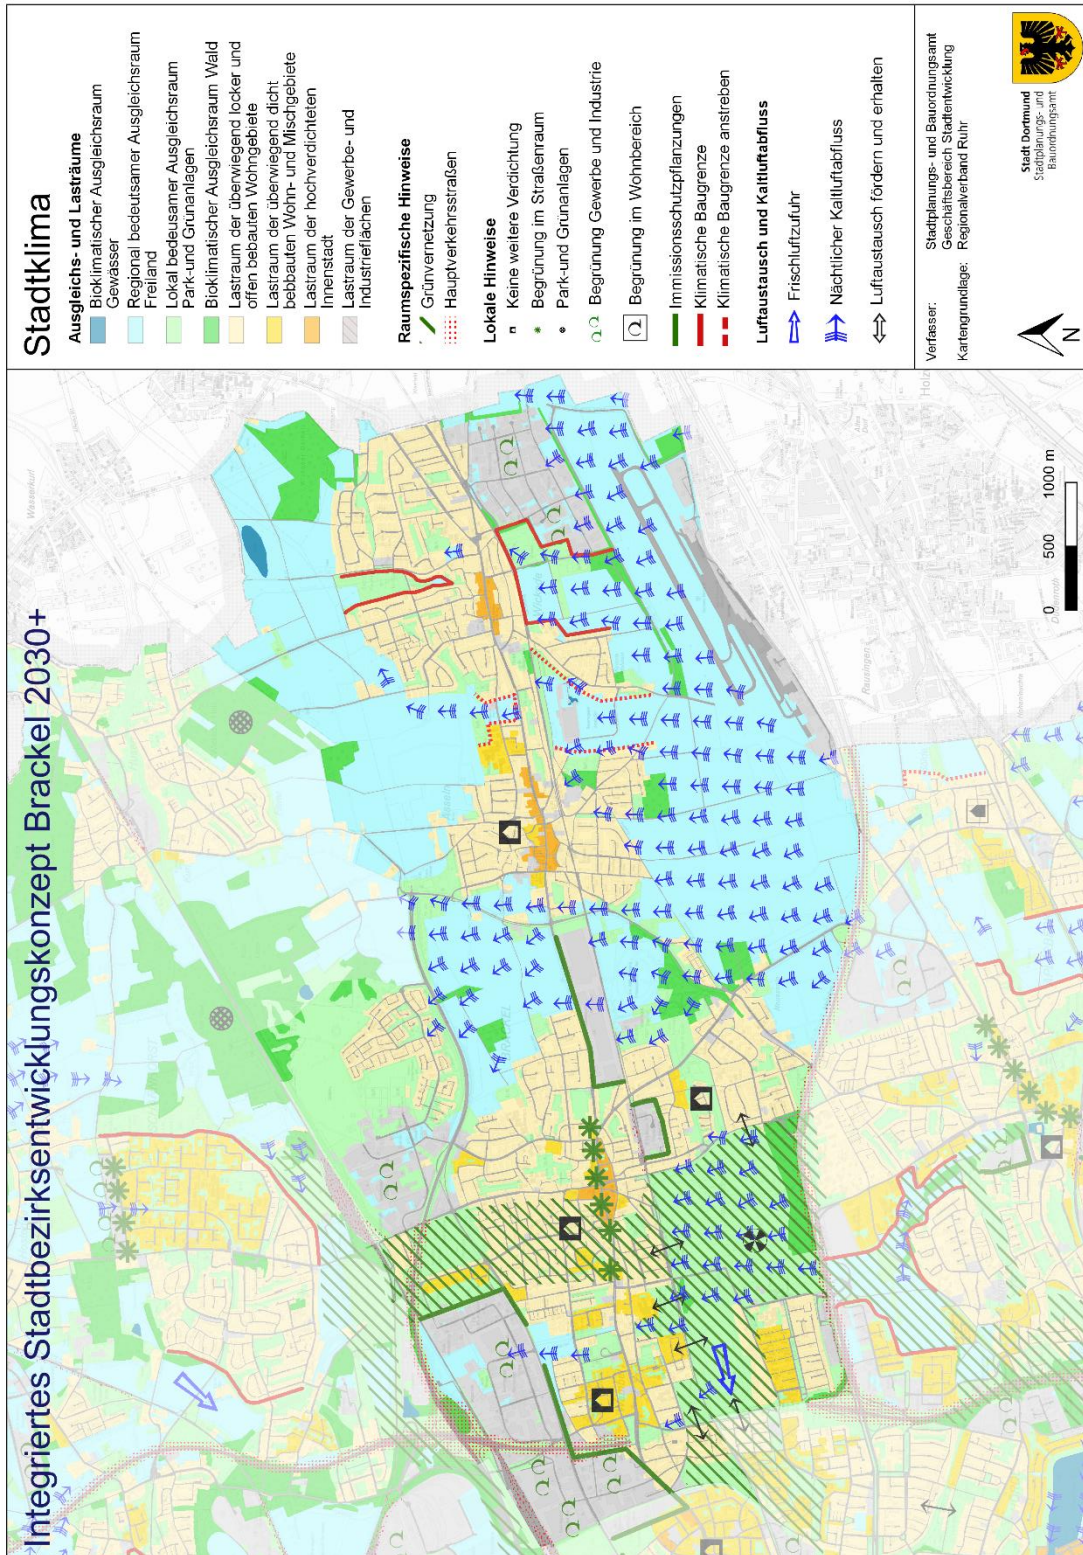 Integriertes Stadtbezirksentwicklungskonzept Brackel 2030+
Stadtklima
Ausgleichs- und Lasträume
Bioklimatischer Ausgleichsraum
Gewässer
Regional bedeutsamer Ausgleichsraum
Freiland
Lokal bedeusamer Ausgleichsraum
Park-und Grünanlagen
Bioklimatischer Ausgleichsraum Wald
Lastraum der überwiegend locker und
offen bebauten Wohngebiete
Lastraum der überwiegend dicht
bebbauten Wohn- und Mischgebiete
Lastraum der hochverdichteten
Innenstadt
Lastraum der Gewerbe- und
Industrieflächen
Raumspezifische Hinweise
Grünvernetzung
Hauptverkehrsstraßen
Lokale Hinweise
Keine weitere Verdichtung
Begrünung im Straßenraum
Park-und Grünanlagen
Begrünung Gewerbe und Industrie
Begrünung im Wohnbereich
Immissionsschutzpflanzungen
Klimatische Baugrenze
Klimatische Baugrenze anstreben
Luftaustausch und Kaltluftabfluss
Frischluftzufuhr
Nächtlicher Kaltluftabfluss
Luftaustausch fördern und erhalten
Verfasser: Stadtplanungs- und Bauordnungsamt
Geschäftsbereich Stadtentwicklung
Kartengrundlage: Regionalverband Ruhr
N
Stadt Dortmund
Stadtplanungs- und
Bauordnungsamt
0 500 1000 m
Wasserkurl